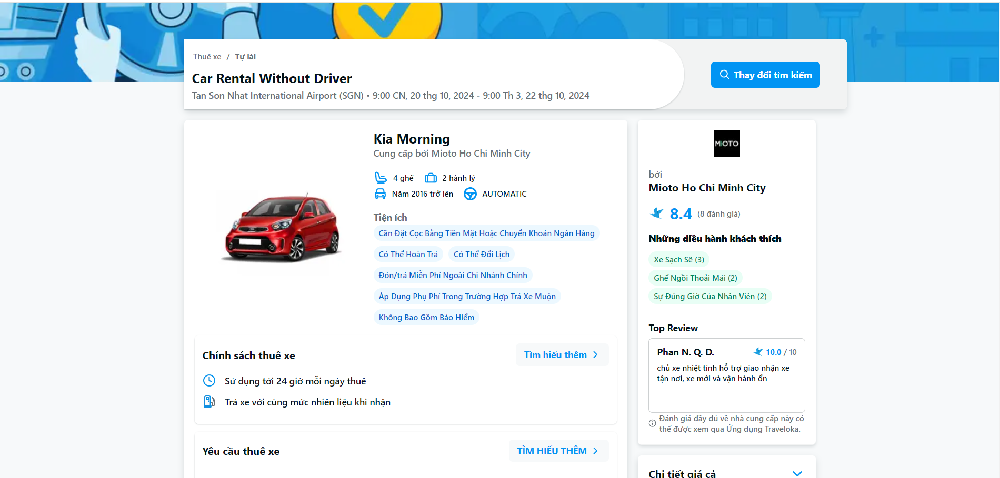 Thuê xe / Tự lái
Car Rental Without Driver
Tan Son Nhat International Airport (SGN) • 9:00 CN, 20 thg 10, 2024 - 9:00 Th 3, 22 thg 10, 2024
Thay đổi tìm kiếm
Kia Morning
Cung cấp bởi Mioto Ho Chi Minh City
4 ghế 2 hành lý
Năm 2016 trở lên AUTOMATIC
Tiện ích
Cần Đặt Cọc Bằng Tiền Mặt Hoặc Chuyển Khoản Ngân Hàng
Có Thể Hoàn Trả Có Thể Đổi Lịch
Đón/trả Miễn Phí Ngoài Chi Nhánh Chính
Áp Dụng Phụ Phí Trong Trường Hợp Trả Xe Muộn
Không Bao Gồm Bảo Hiểm
Chính sách thuê xe
Tìm hiểu thêm
Sử dụng tới 24 giờ mỗi ngày thuê
Trả xe với cùng mức nhiên liệu khi nhận
Yêu cầu thuê xe
TÌM HIỂU THÊM
MIOTO
bởi
Mioto Ho Chi Minh City
8.4 (8 đánh giá)
Những điều hành khách thích
Xe Sạch Sẽ (3)
Ghế Ngồi Thoải Mái (2)
Sự Đúng Giờ Của Nhân Viên (2)
Top Review
Phan N. Q. D. 10.0 / 10
chủ xe nhiệt tình hỗ trợ giao nhận xe
tận nơi, xe mới và vận hành ổn
Đánh giá đầy đủ về nhà cung cấp này có
thể được xem qua Ứng dụng Traveloka.
Chi tiết giá cả